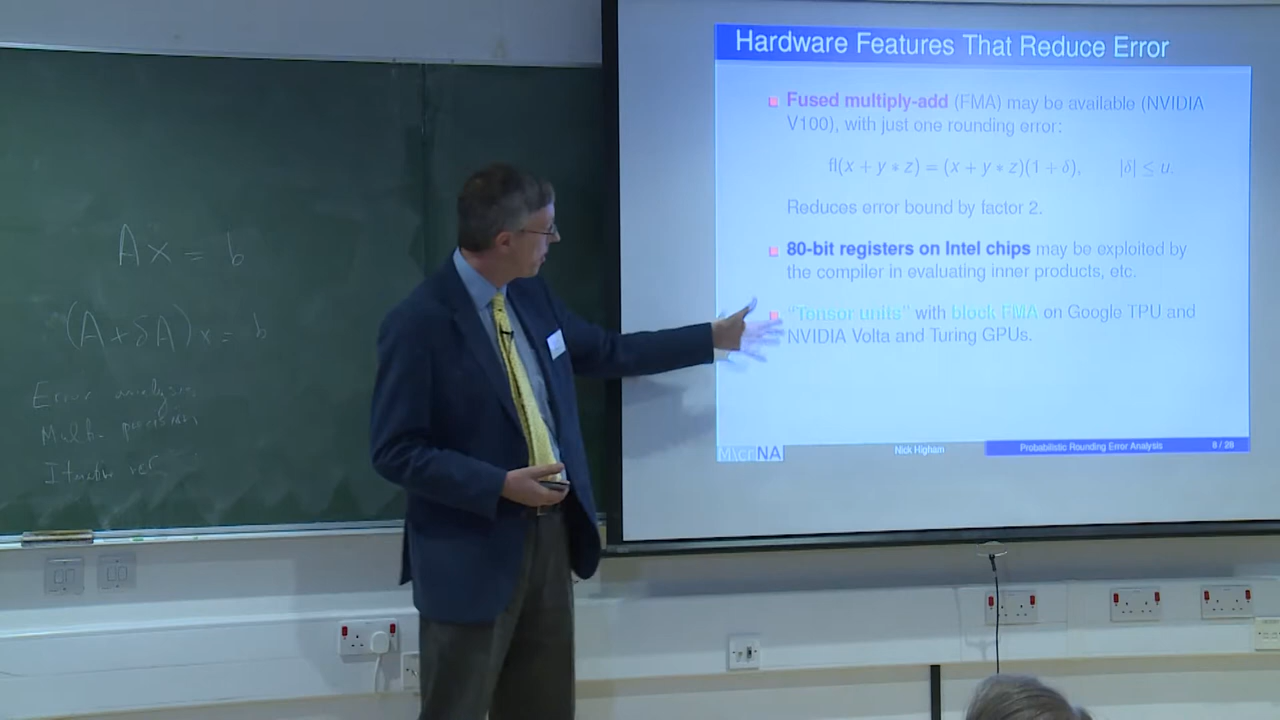 Ax = b
(A+δA)x = b
Error analysis
Multi precision
Hardware Features That Reduce Error
Fused multiply-add (FMA) may be available (NVIDIA
V100), with just one rounding error:
fl(x + y ∗ z) = (x + y ∗ z)(1 + δ), |δ| ≤ u.
Reduces error bound by factor 2.
80-bit registers on Intel chips may be exploited by
the compiler in evaluating inner products, etc.
"Tensor units" with block FMA on Google TPU and
NVIDIA Volta and Turing GPUs.
NA
Nick Higham
Probabilistic Rounding Error Analysis
8 / 28